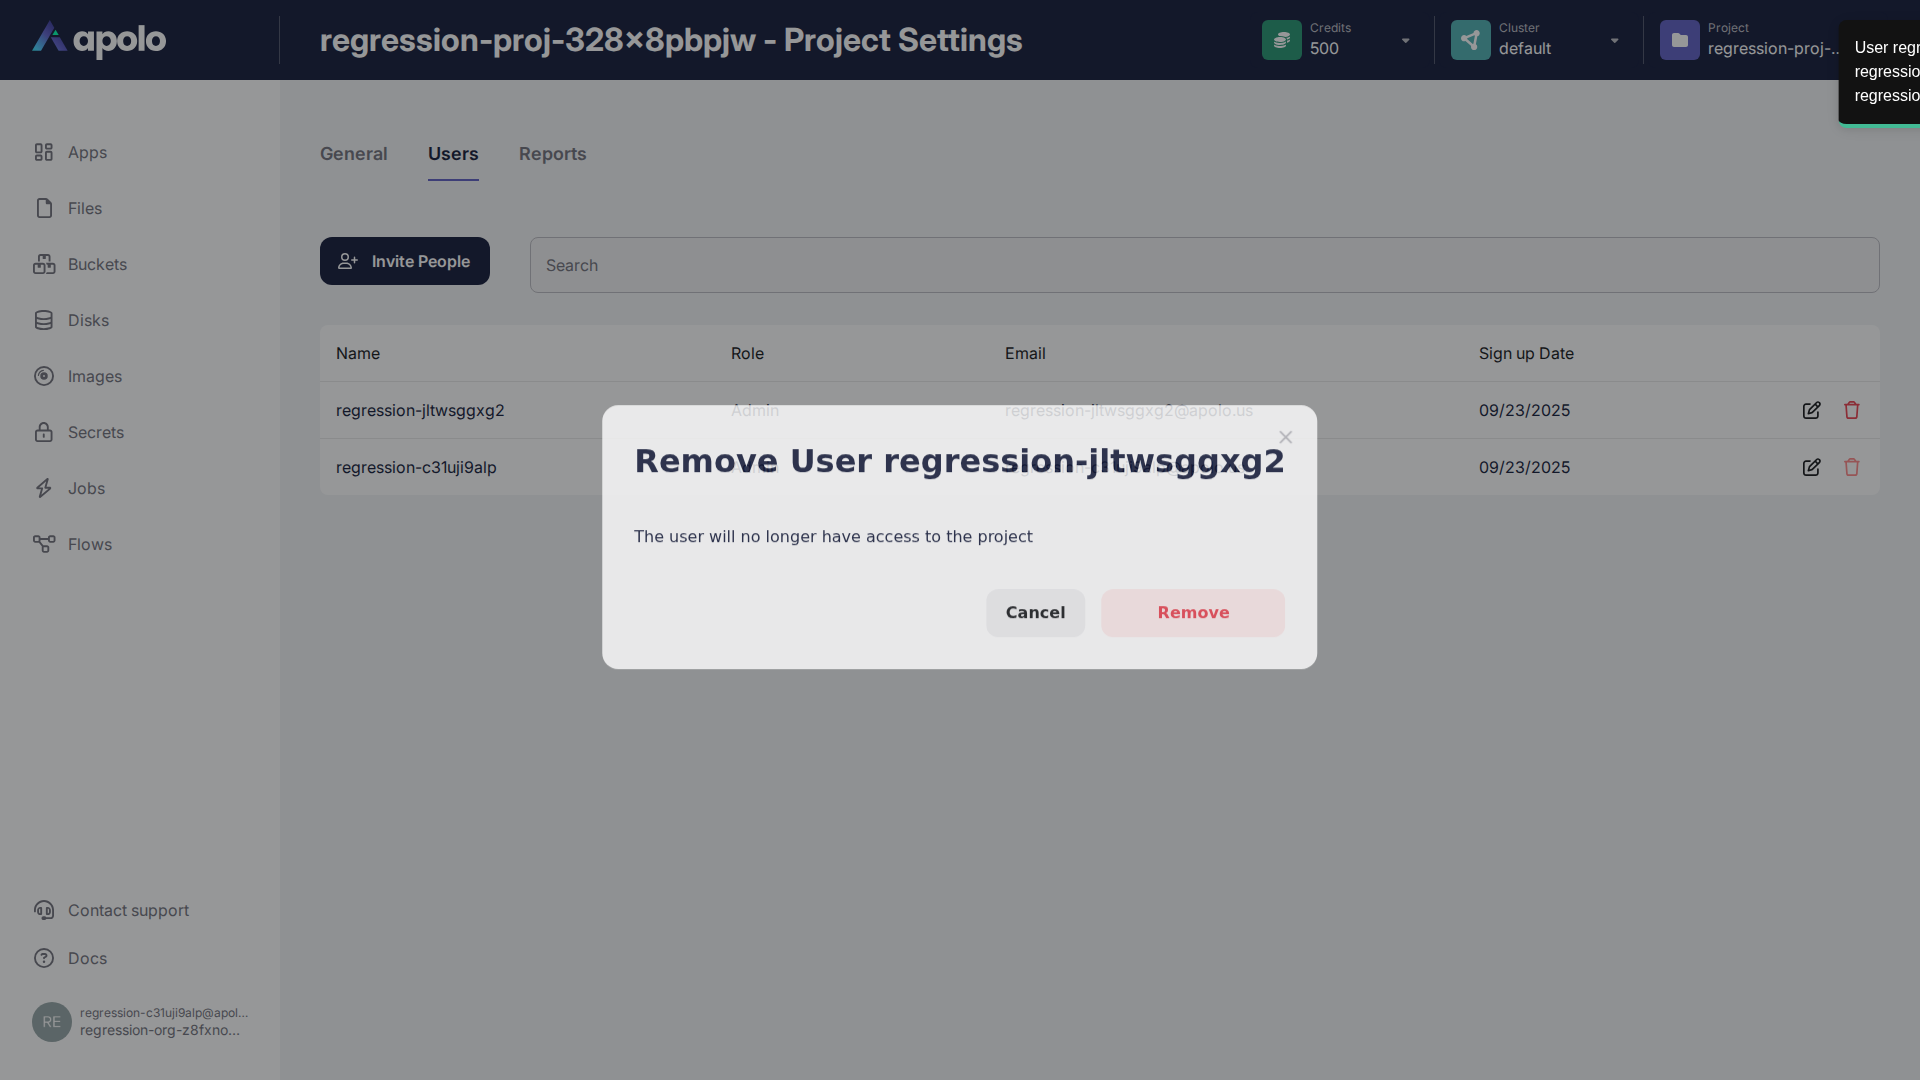 apolo
regression-proj-328x8pbpjw - Project Settings
Credits
500
Cluster
default
Project
regression-proj-...
User regr
regressio
regressio
Apps
Files
Buckets
Disks
Images
Secrets
Jobs
Flows
General
Users
Reports
Invite People
Search
Name
Role
Email
Sign up Date
regression-jltwsggxg2
Admin
regression-jltwsggxg2@apolo.us
09/23/2025
regression-c31uji9alp
09/23/2025
Remove User regression-jltwsggxg2
The user will no longer have access to the project
Cancel
Remove
Contact support
Docs
RE
regression-c31uji9alp@apol...
regression-org-z8fxno...